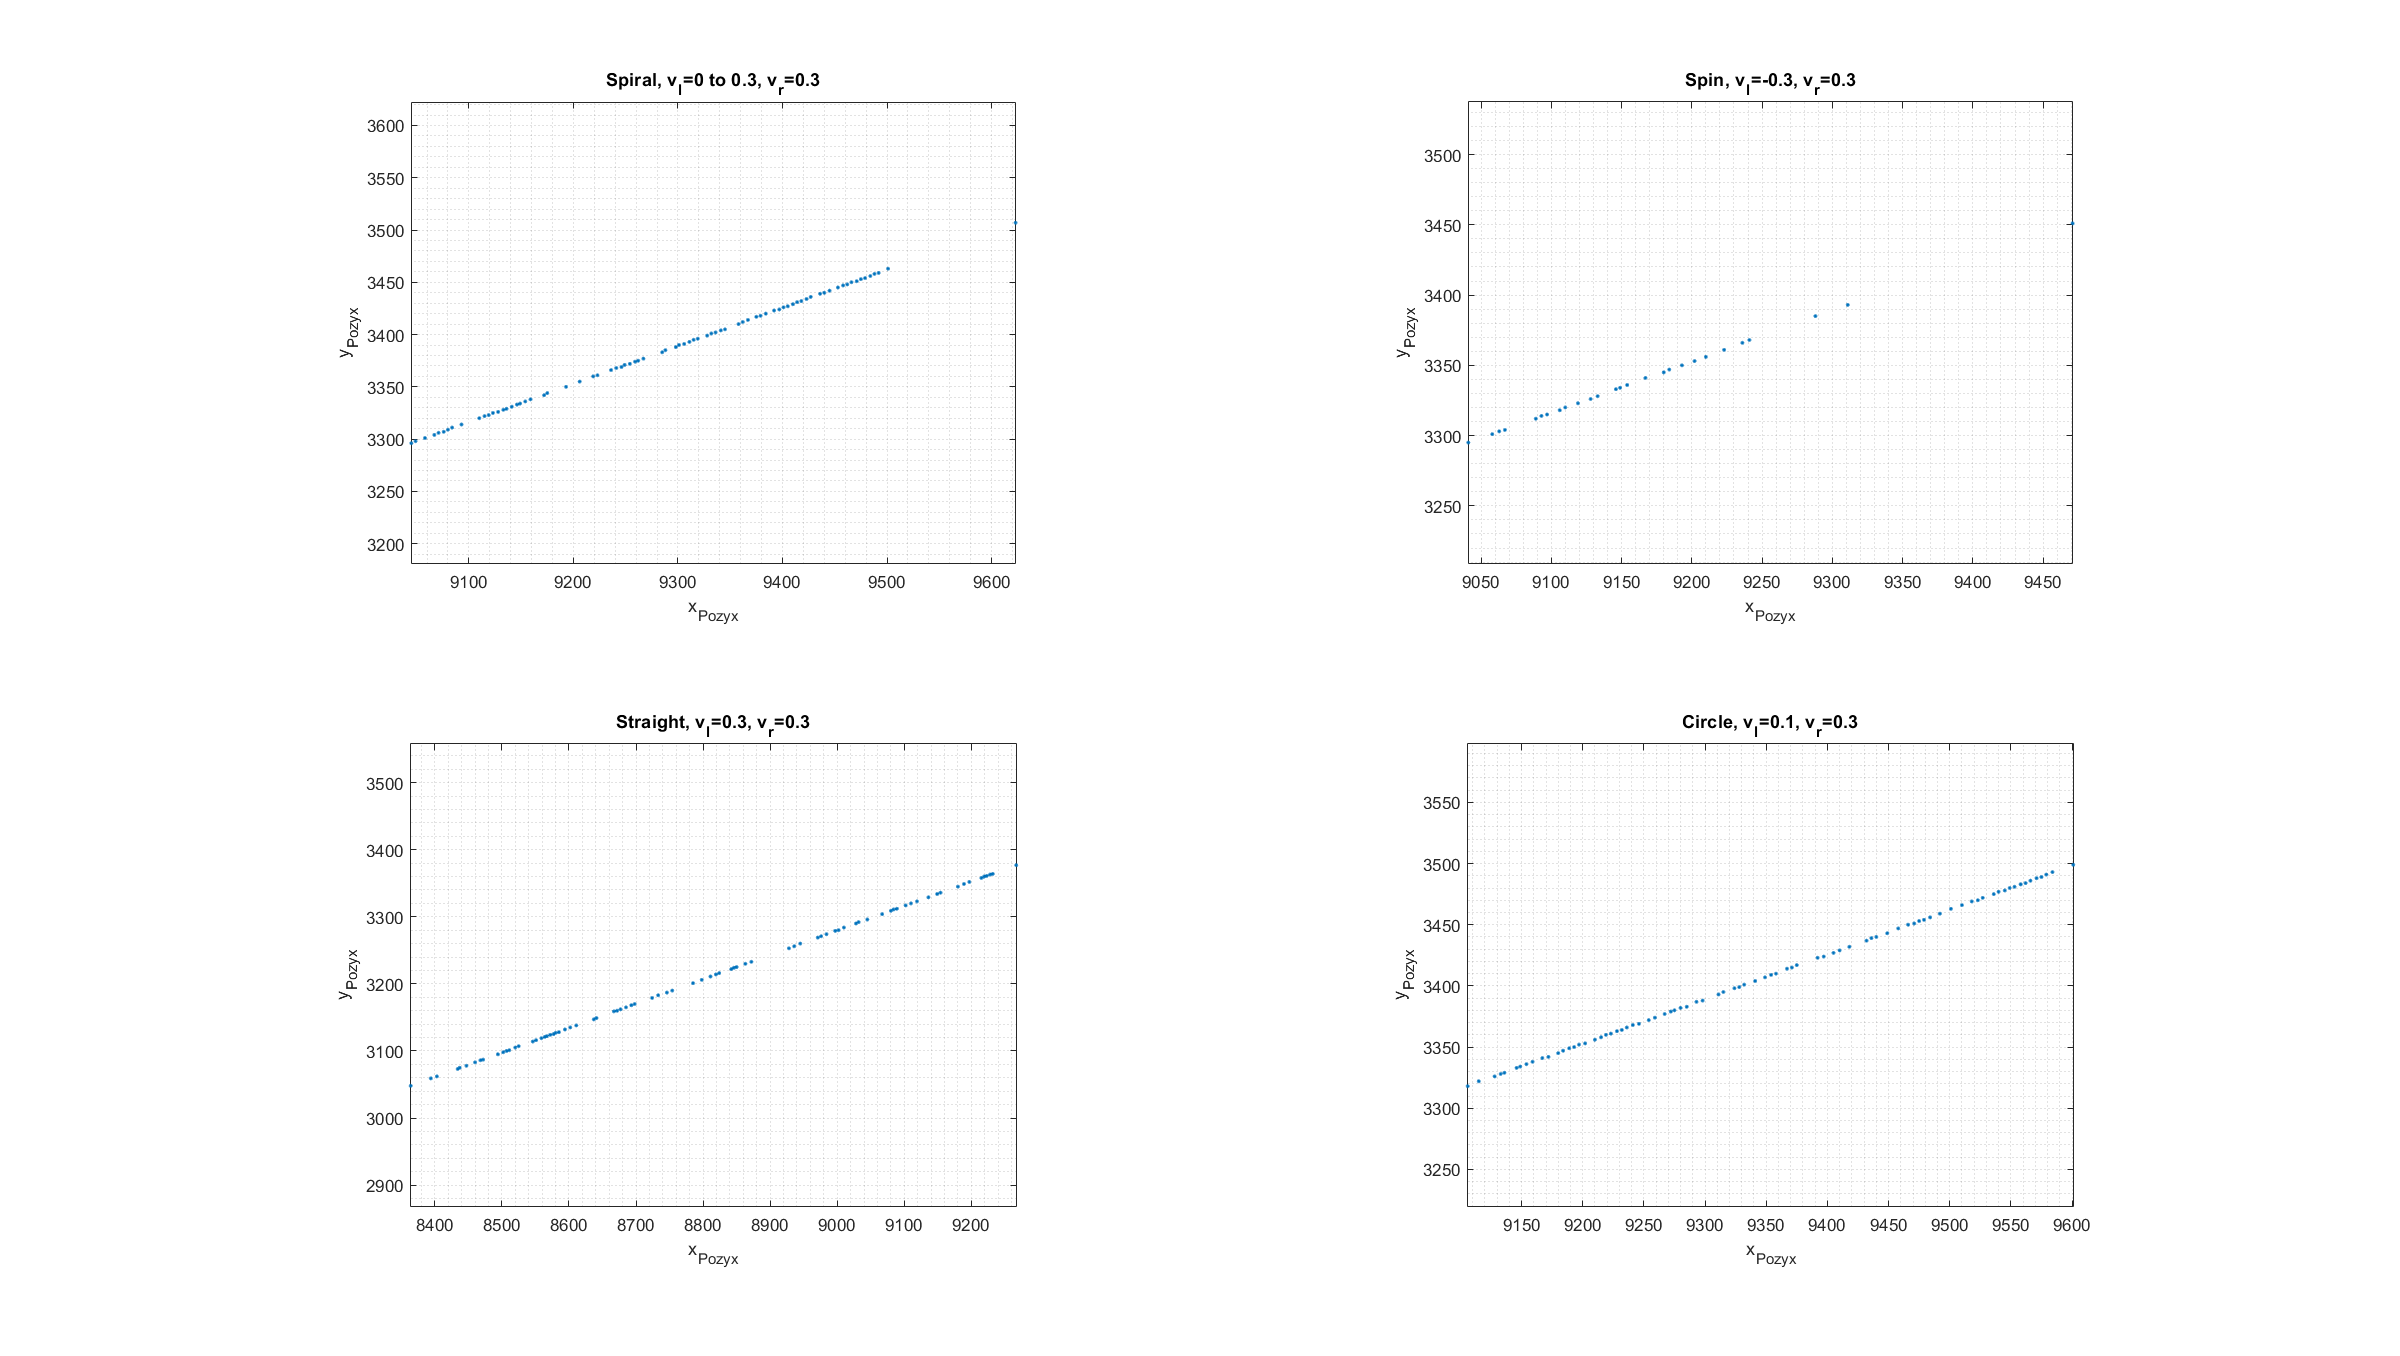 Spiral, v_l=0 to 0.3, v_r=0.3
3600
3550
3500
3450
3400
3350
3300
3250
3200
y_Pozyx
9100 9200 9300 9400 9500 9600
x_Pozyx
Spin, v_l=-0.3, v_r=0.3
3500
3450
3400
3350
3300
3250
y_Pozyx
9050 9100 9150 9200 9250 9300 9350 9400 9450
x_Pozyx
Straight, v_l=0.3, v_r=0.3
3500
3400
3300
3200
3100
3000
2900
y_Pozyx
8400 8500 8600 8700 8800 8900 9000 9100 9200
x_Pozyx
Circle, v_l=0.1, v_r=0.3
3550
3500
3450
3400
3350
3300
3250
y_Pozyx
9150 9200 9250 9300 9350 9400 9450 9500 9550 9600
x_Pozyx